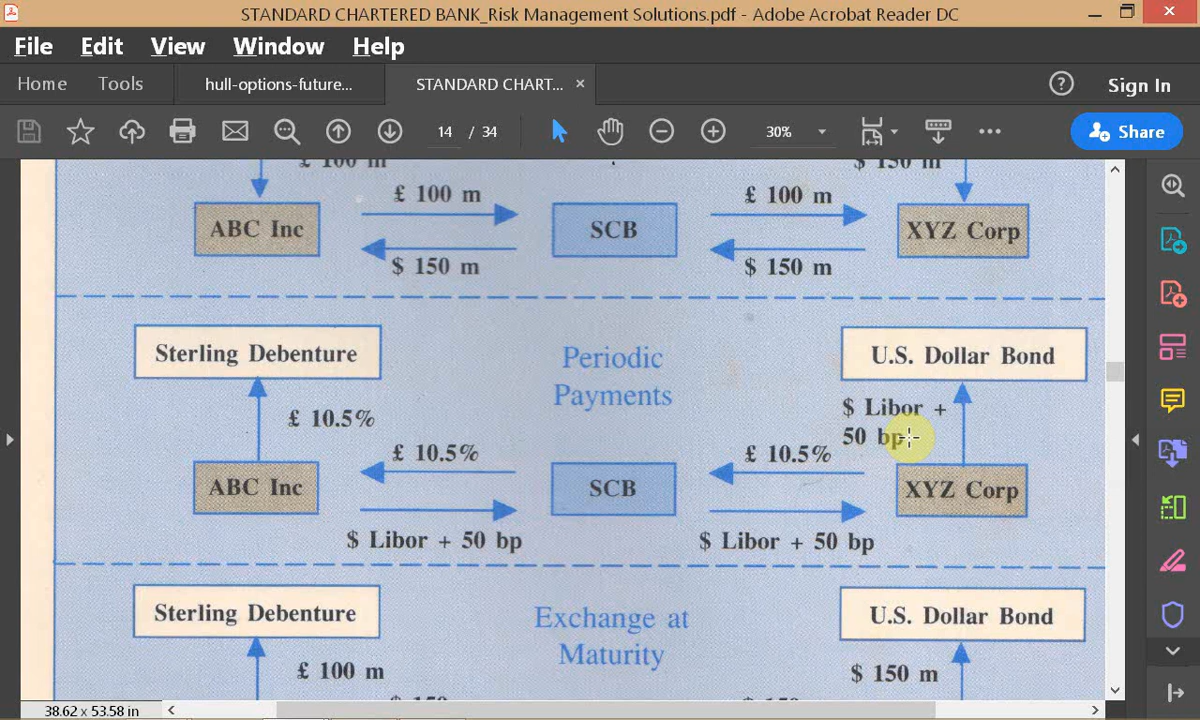 STANDARD CHARTERED BANK_Risk Management Solutions.pdf - Adobe Acrobat Reader DC
File Edit View Window Help
Home Tools hull-options-future... STANDARD CHART... × Sign In
14 / 34 30% Share
£ 100 m $ 150 m
£ 100 m £ 100 m
ABC Inc SCB XYZ Corp
$ 150 m $ 150 m
Sterling Debenture Periodic Payments U.S. Dollar Bond
£ 10.5% $ Libor + 50 bp
£ 10.5% £ 10.5%
ABC Inc SCB XYZ Corp
$ Libor + 50 bp $ Libor + 50 bp
Sterling Debenture Exchange at Maturity U.S. Dollar Bond
£ 100 m $ 150 m
38.62 x 53.58 in